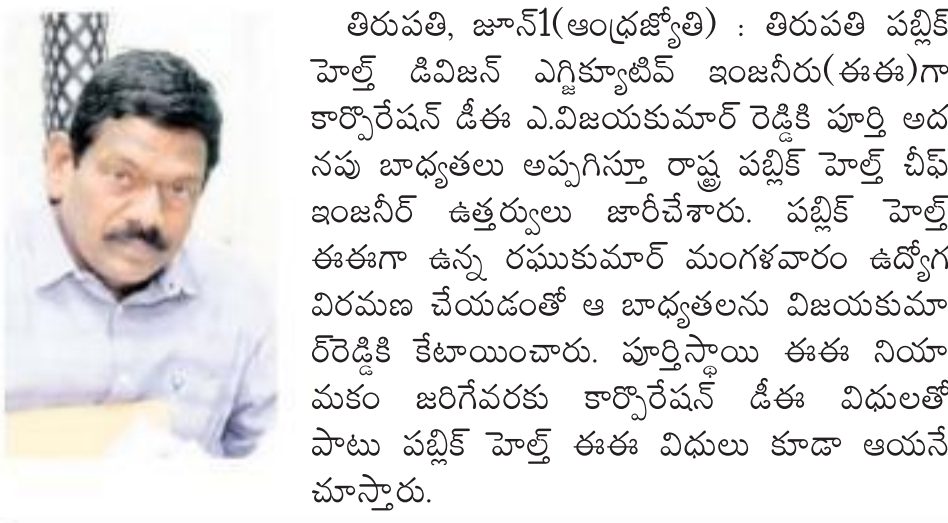 తిరుపతి, జూన్1(ఆంధ్రజ్యోతి) : తిరుపతి పబ్లిక్
హెల్త్ డివిజన్ ఎగ్జిక్యూటివ్ ఇంజనీరు(ఈఈ)గా
కార్పొరేషన్ డీఈ ఎ.విజయకుమార్ రెడ్డికి పూర్తి అద
నపు బాధ్యతలు అప్పగిస్తూ రాష్ట్ర పబ్లిక్ హెల్త్ చీఫ్
ఇంజనీర్ ఉత్తర్వులు జారీచేశారు. పబ్లిక్ హెల్త్
ఈఈగా ఉన్న రఘుకుమార్ మంగళవారం ఉద్యోగ
విరమణ చేయడంతో ఆ బాధ్యతలను విజయకుమా
ర్‌రెడ్డికి కేటాయించారు. పూర్తిస్థాయి ఈఈ నియా
మకం జరిగేవరకు కార్పొరేషన్ డీఈ విధులతో
పాటు పబ్లిక్ హెల్త్ ఈఈ విధులు కూడా ఆయనే
చూస్తారు.